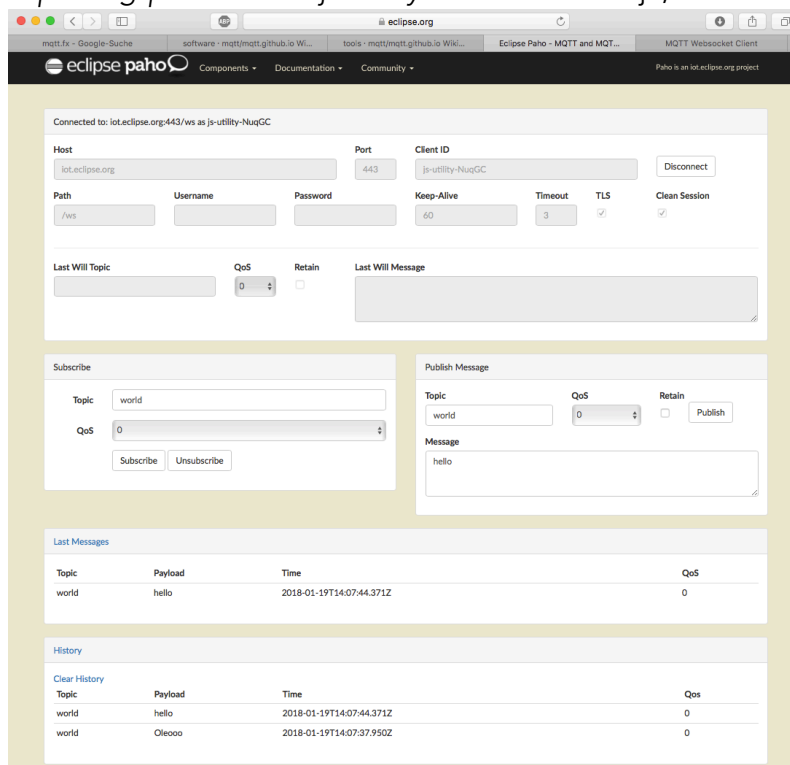 eclipse.org
mqtt.fx - Google-Suche software · mqtt/mqtt.github.io Wi... tools · mqtt/mqtt.github.io Wiki... Eclipse Paho - MQTT and MQT... MQTT Websocket Client
eclipse paho Components Documentation Community Paho is an iot.eclipse.org project
Connected to: iot.eclipse.org:443/ws as js-utility-NuqGC
Host Port Client ID
iot.eclipse.org 443 js-utility-NuqGC Disconnect
Path Username Password Keep-Alive Timeout TLS Clean Session
/ws 60 3
Last Will Topic QoS Retain Last Will Message
0
Subscribe
Topic world
QoS 0
Subscribe Unsubscribe
Publish Message
Topic QoS Retain
world 0 Publish
Message
hello
Last Messages
Topic Payload Time QoS
world hello 2018-01-19T14:07:44.371Z 0
History
Clear History
Topic Payload Time Qos
world hello 2018-01-19T14:07:44.371Z 0
world Oleooo 2018-01-19T14:07:37.950Z 0